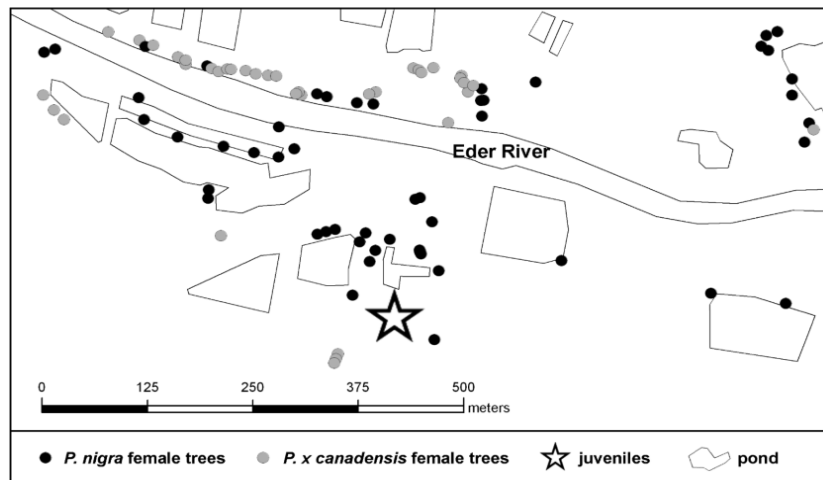 Eder River
0 125 250 375 500
meters
P. nigra female trees P. x canadensis female trees juveniles pond